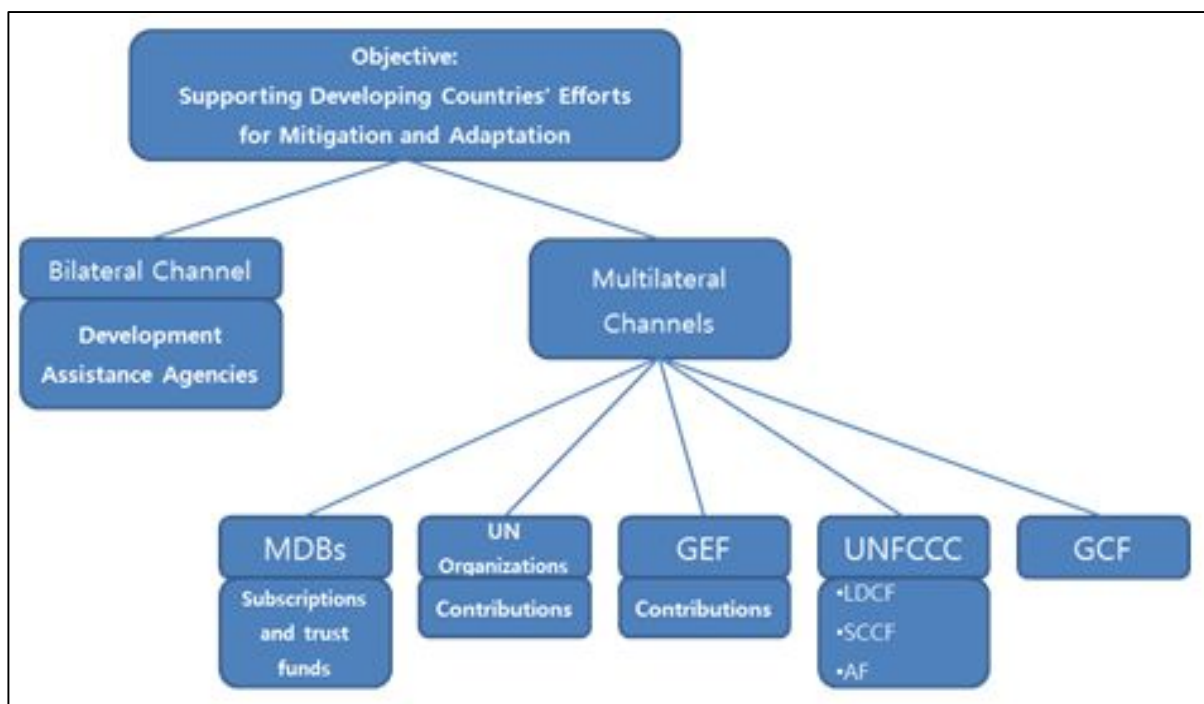 Objective:
Supporting Developing Countries' Efforts
for Mitigation and Adaptation
Bilateral Channel
Development
Assistance Agencies
Multilateral
Channels
MDBs
Subscriptions
and trust
funds
UN
Organizations
Contributions
GEF
Contributions
UNFCCC
•LDCF
•SCCF
•AF
GCF